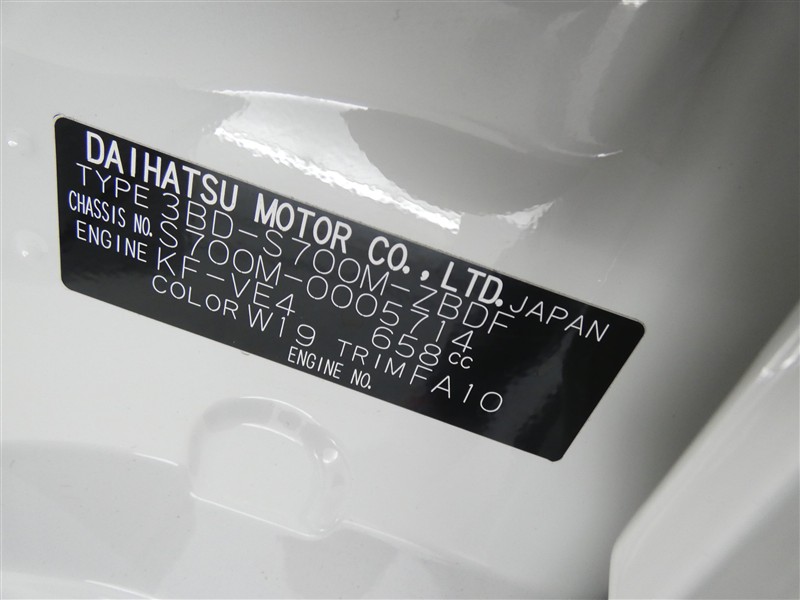 DAIHATSU MOTOR CO., LTD. JAPAN
TYPE 3BD-S700M-ZBDF
CHASSIS NO. S700M-0005714
ENGINE KF-VE4 658cc
COLOR W19 TRIM FA10
ENGINE NO.